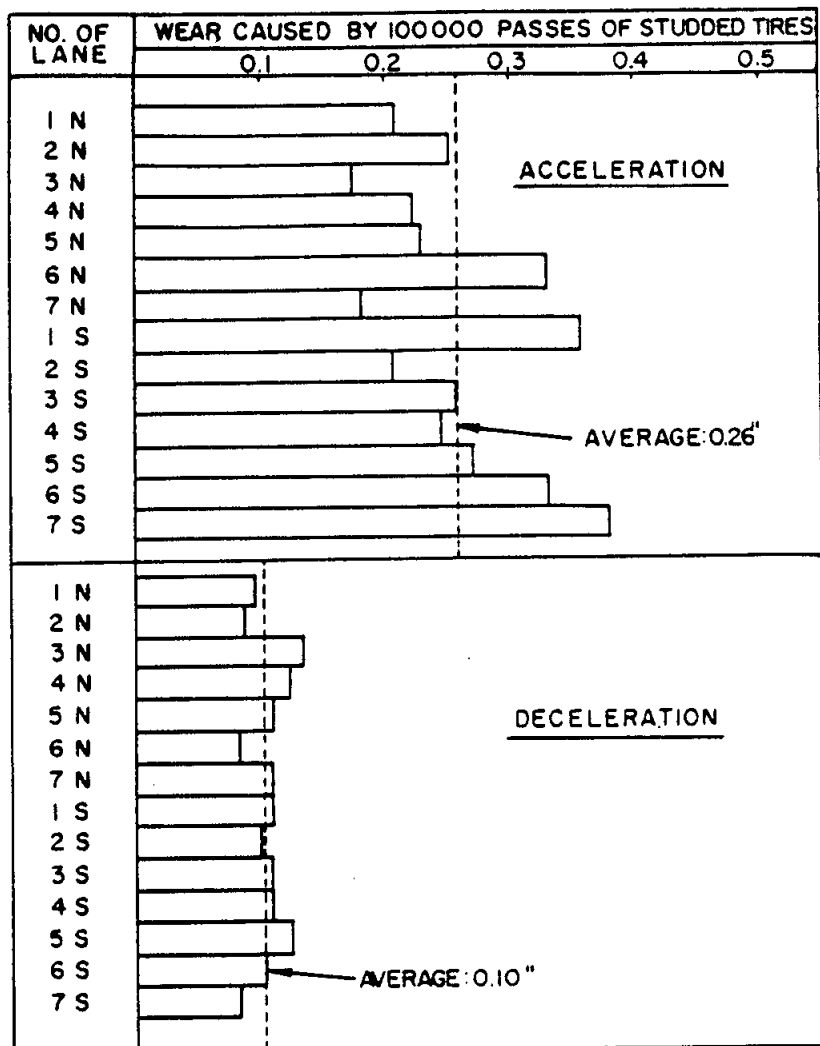 NO. OF LANE
WEAR CAUSED BY 100000 PASSES OF STUDDED TIRES
0.1 0.2 0.3 0.4 0.5
1 N
2 N
3 N
4 N
5 N
6 N
7 N
1 S
2 S
3 S
4 S
5 S
6 S
7 S
ACCELERATION
AVERAGE: 0.26"
1 N
2 N
3 N
4 N
5 N
6 N
7 N
1 S
2 S
3 S
4 S
5 S
6 S
7 S
DECELERATION
AVERAGE: 0.10"